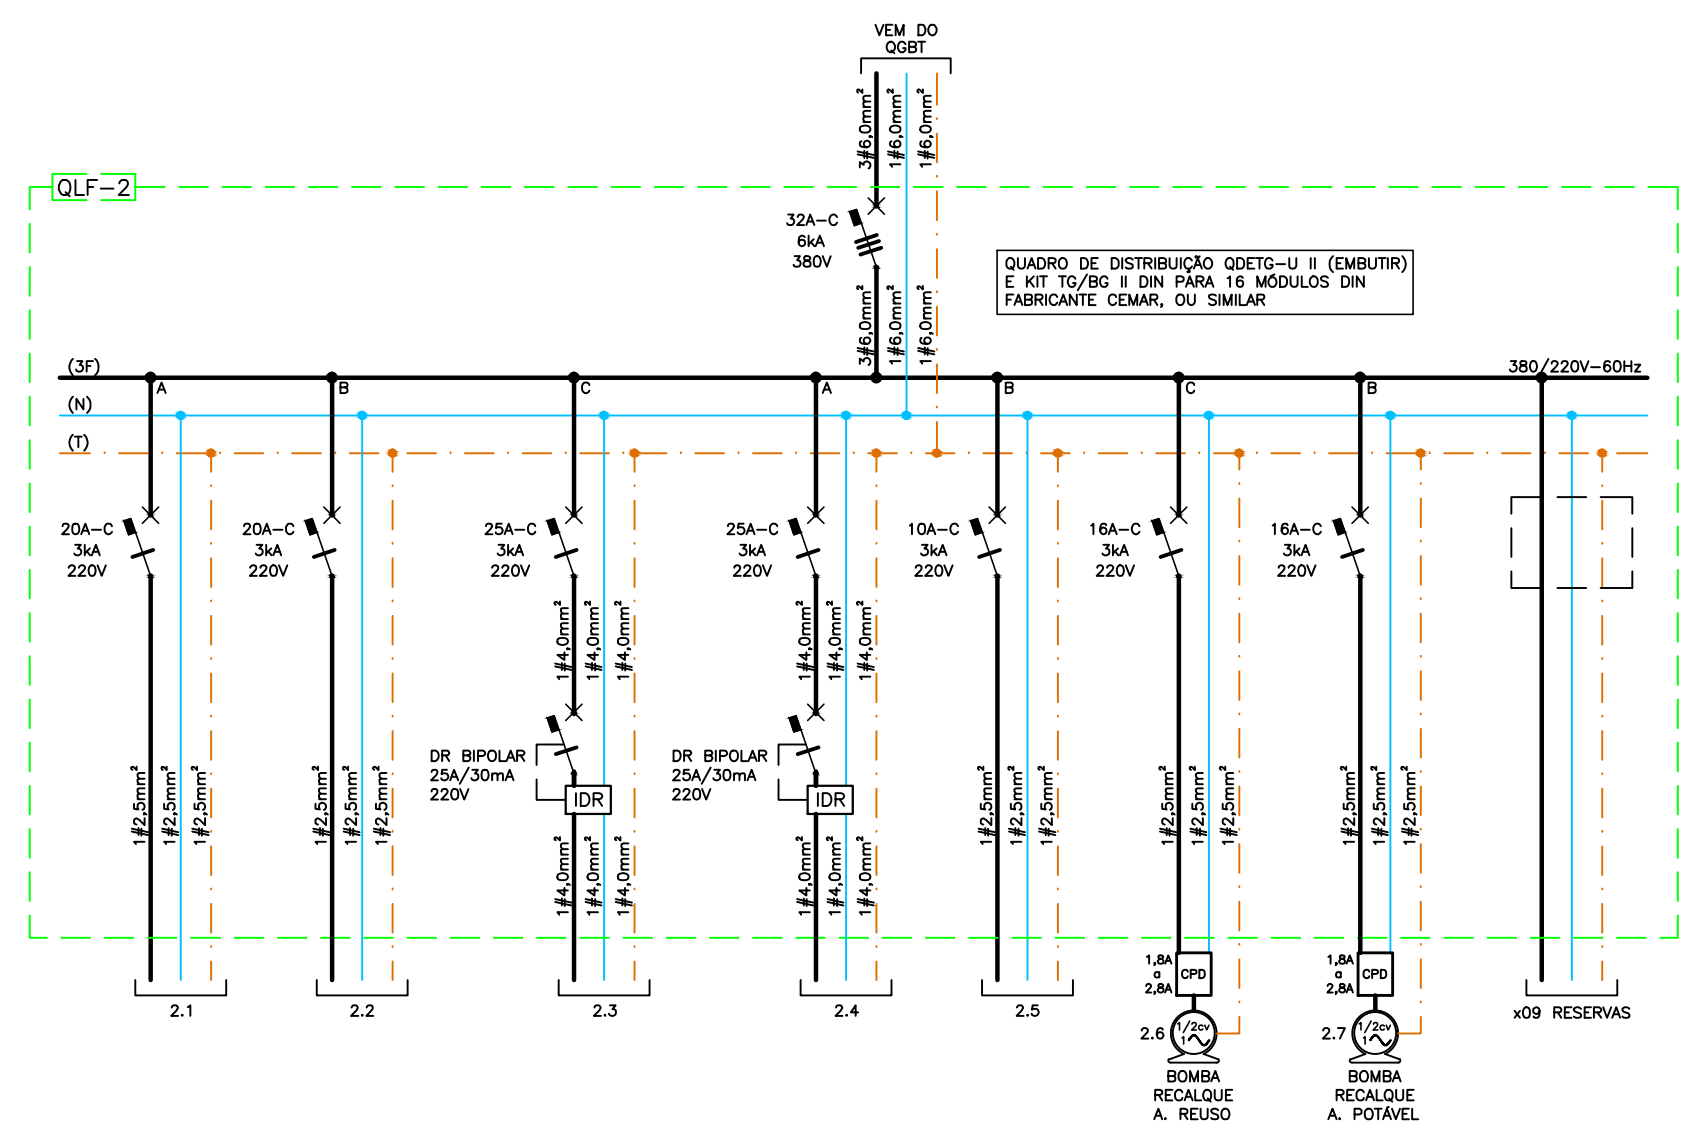 VEM DO
QGBT
3#6,0mm²
1#6,0mm²
1#6,0mm²
QLF-2
32A-C
6kA
380V
QUADRO DE DISTRIBUIÇÃO QDETG-U II (EMBUTIR)
E KIT TG/BG II DIN PARA 16 MÓDULOS DIN
FABRICANTE CEMAR, OU SIMILAR
3#6,0mm²
1#6,0mm²
1#6,0mm²
(3F)
380/220V-60Hz
A
B
C
A
B
C
B
(N)
(T)
20A-C
3kA
220V
20A-C
3kA
220V
25A-C
3kA
220V
25A-C
3kA
220V
10A-C
3kA
220V
16A-C
3kA
220V
16A-C
3kA
220V
1#4,0mm²
1#4,0mm²
1#4,0mm²
1#4,0mm²
1#4,0mm²
1#4,0mm²
DR BIPOLAR
25A/30mA
220V
IDR
DR BIPOLAR
25A/30mA
220V
IDR
1#2,5mm²
1#2,5mm²
1#2,5mm²
1#2,5mm²
1#2,5mm²
1#2,5mm²
1#4,0mm²
1#4,0mm²
1#4,0mm²
1#4,0mm²
1#4,0mm²
1#4,0mm²
1#2,5mm²
1#2,5mm²
1#2,5mm²
1#2,5mm²
1#2,5mm²
1#2,5mm²
1#2,5mm²
1#2,5mm²
1#2,5mm²
2.1
2.2
2.3
2.4
2.5
1,8A
a
2,8A
CPD
2.6
1/2cv
1
BOMBA
RECALQUE
A. REUSO
1,8A
a
2,8A
CPD
2.7
1/2cv
1
BOMBA
RECALQUE
A. POTÁVEL
x09 RESERVAS